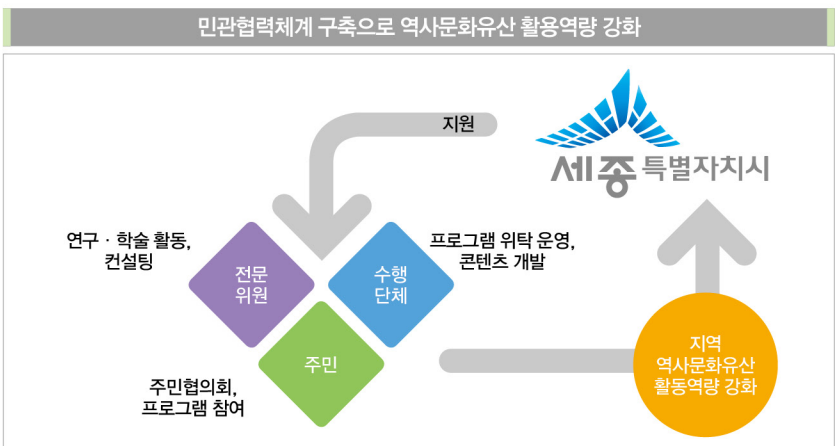 민관협력체계 구축으로 역사문화유산 활용역량 강화
지원
세종특별자치시
연구 · 학술 활동,
컨설팅
전문
위원
수행
단체
프로그램 위탁 운영,
콘텐츠 개발
주민
주민협의회,
프로그램 참여
지역
역사문화유산
활동역량 강화